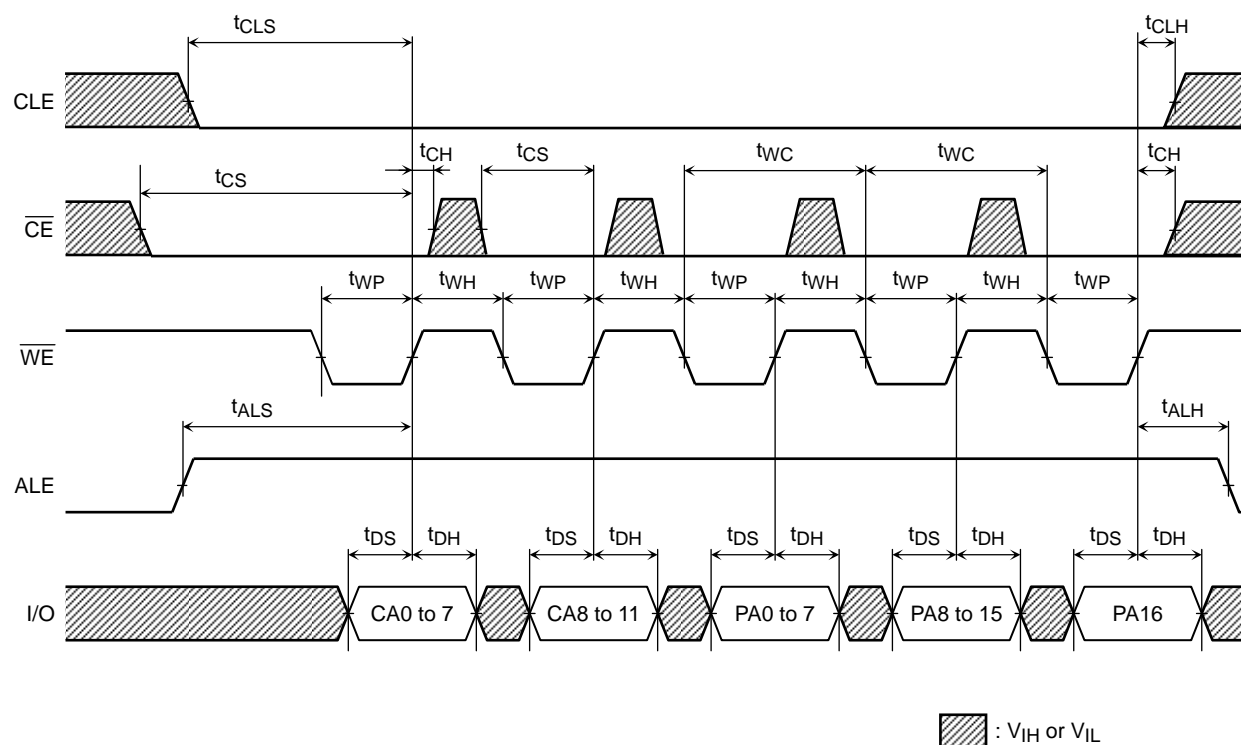 tCLS tCLH
CLE
tCH tCS tWC tWC tCH
tCS
CE
tWP tWH tWP tWH tWP tWH tWP tWH tWP
WE
tALS tALH
ALE
tDS tDH tDS tDH tDS tDH tDS tDH tDS tDH
I/O CA0 to 7 CA8 to 11 PA0 to 7 PA8 to 15 PA16
: VIH or VIL